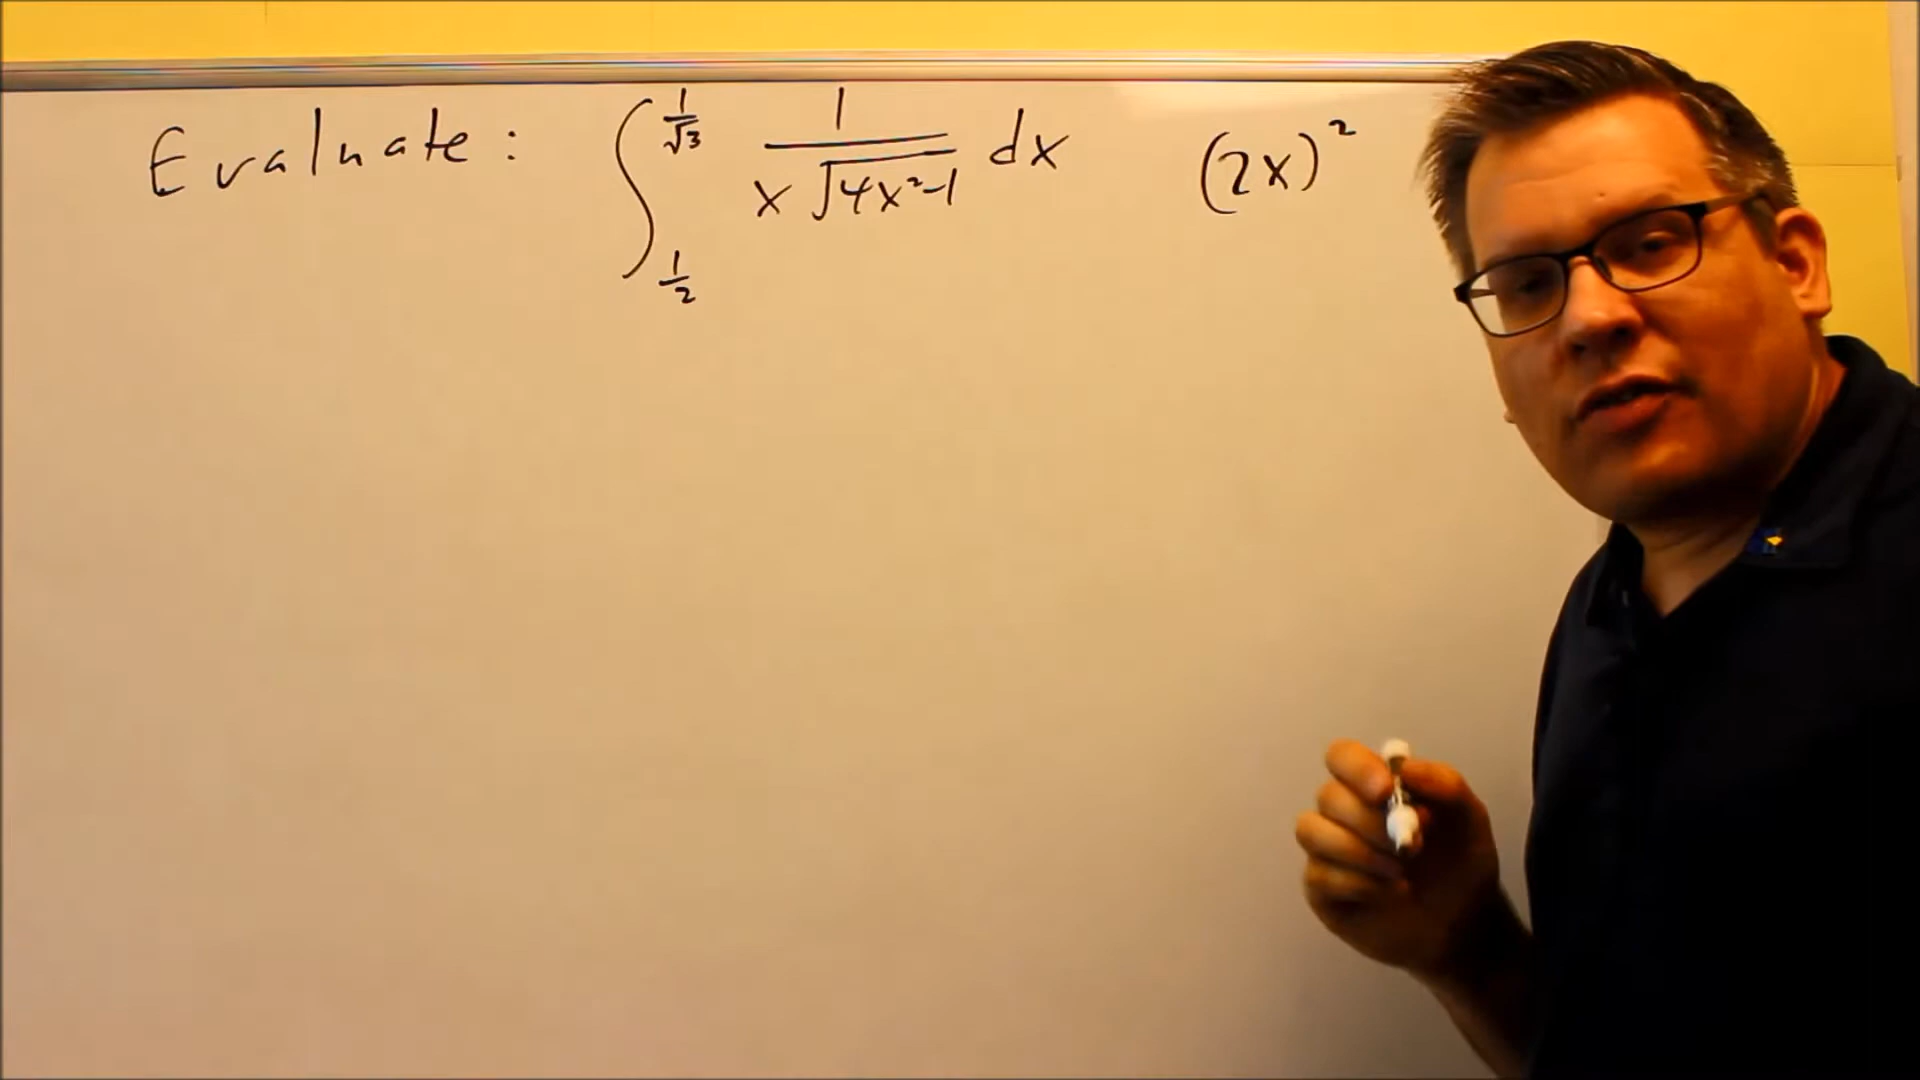 Evaluate: ∫_{1/2}^{1/√3} 1/(x√(4x²-1)) dx (2x)²